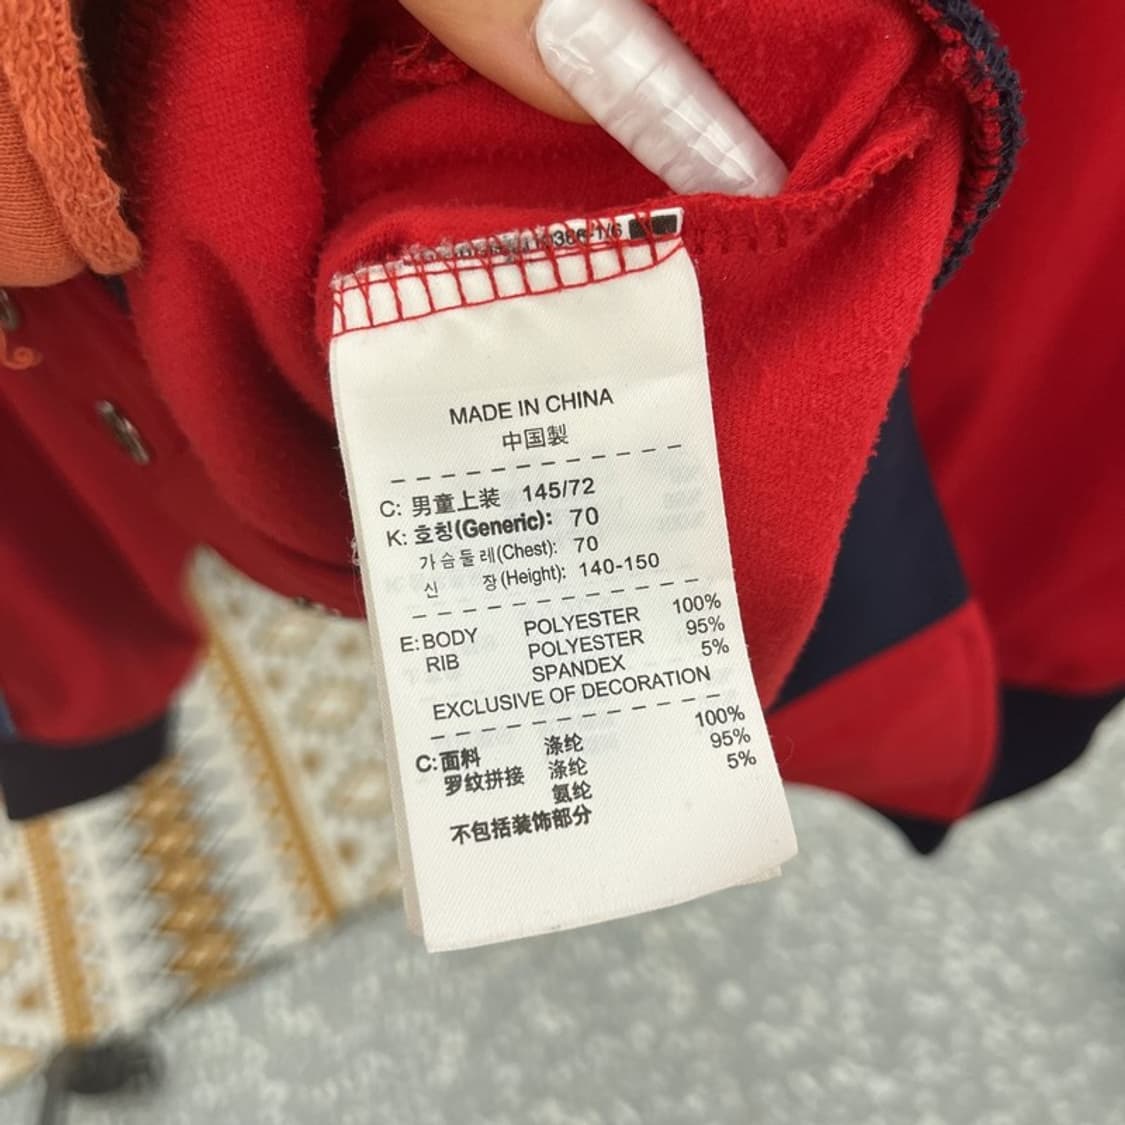 386-1/6
MADE IN CHINA
中国製
C: 男童上装 145/72
K: 호칭(Generic): 70
가슴둘레(Chest): 70
신 장(Height): 140-150
E: BODY POLYESTER 100%
RIB POLYESTER 95%
SPANDEX 5%
EXCLUSIVE OF DECORATION
C: 面料 涤纶 100%
罗纹拼接 涤纶 95%
氨纶 5%
不包括装饰部分